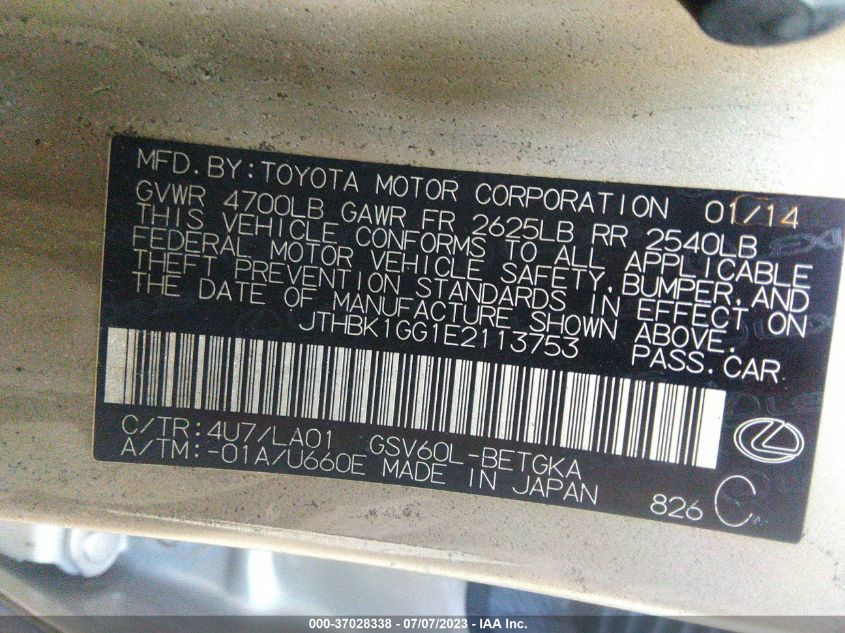 MFD.BY:TOYOTA MOTOR CORPORATION 01/14
GVWR 4700LB GAWR FR 2625LB RR 2540LB
THIS VEHICLE CONFORMS TO ALL APPLICABLE
FEDERAL MOTOR VEHICLE SAFETY,BUMPER,AND
THEFT PREVENTION STANDARDS IN EFFECT ON
THE DATE OF MANUFACTURE SHOWN ABOVE.
JTHBK1GG1E2113753 PASS.CAR
C/TR:4U7/LA01 GSV60L-BETGKA
A/TM:-01A/U660E MADE IN JAPAN
826 C
000-37028338 - 07/07/2023 - IAA Inc.